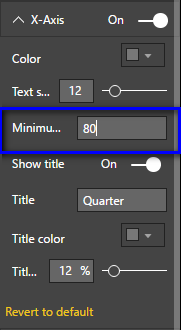 X-Axis On
Color
Text s... 12
Minimu... 80
Show title On
Title Quarter
Title color
Titl... 12 %
Revert to default